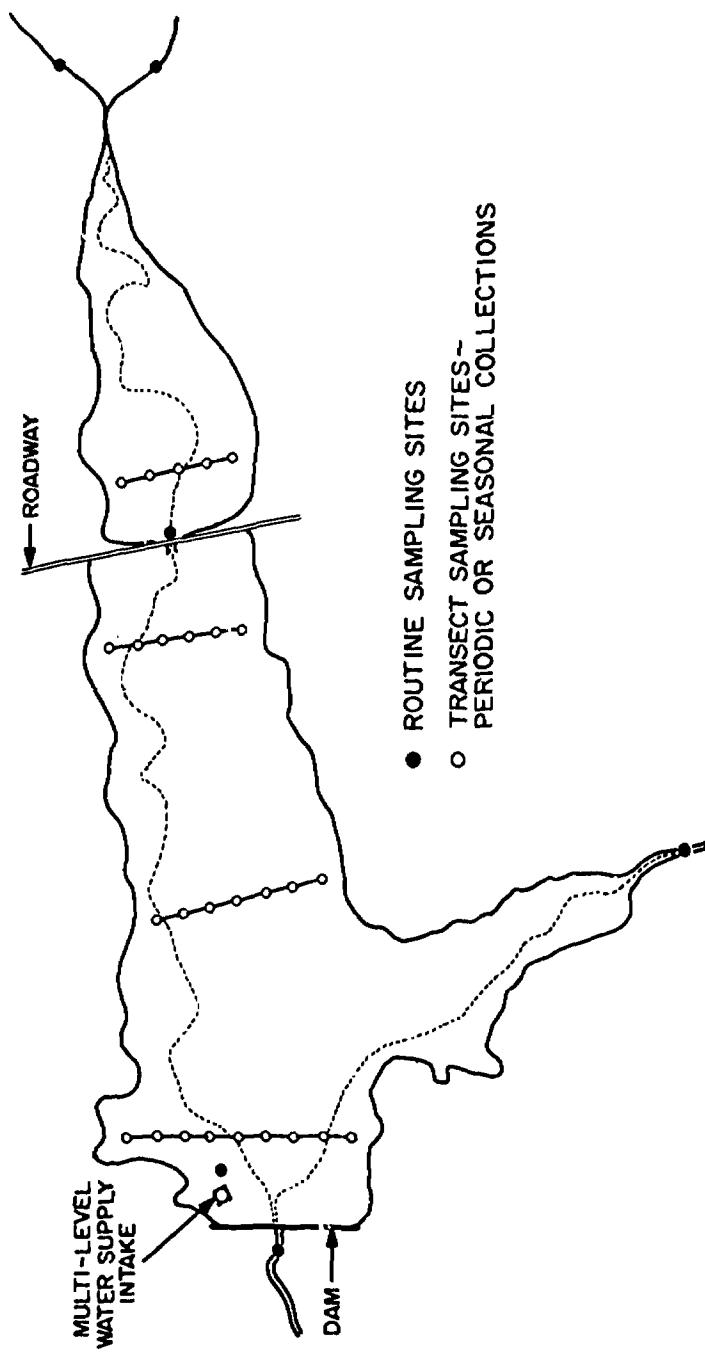 ROADWAY
MULTI-LEVEL
WATER SUPPLY
INTAKE
DAM
ROUTINE SAMPLING SITES
TRANSECT SAMPLING SITES-
PERIODIC OR SEASONAL COLLECTIONS